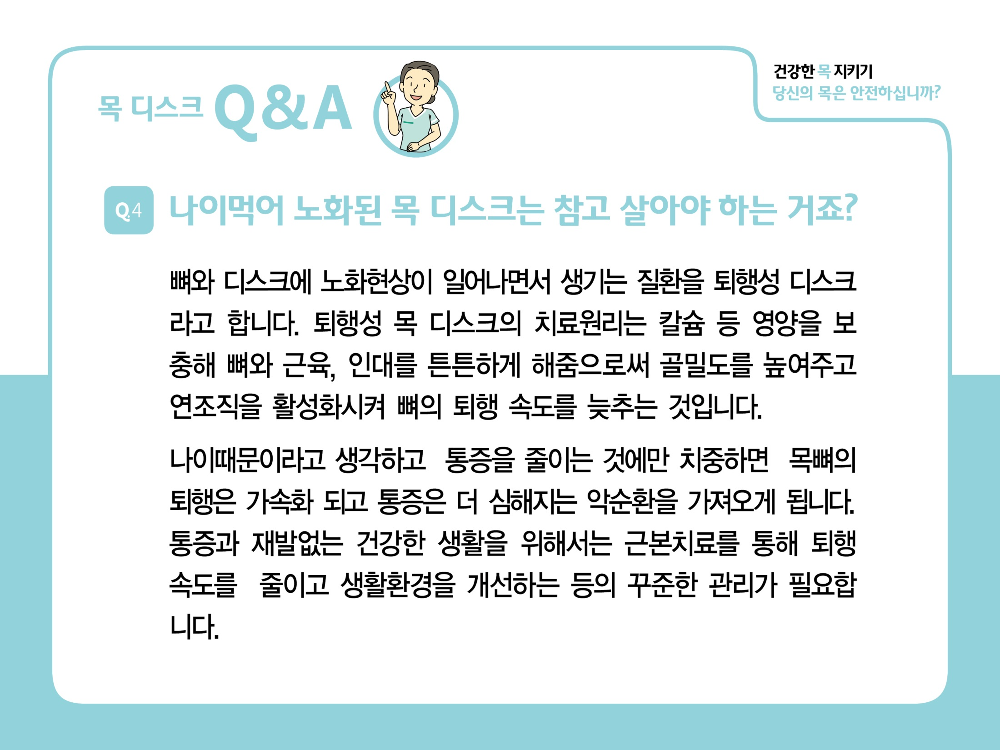 건강한 목 지키기
당신의 목은 안전하십니까?
목 디스크 Q&A
Q.4 나이먹어 노화된 목 디스크는 참고 살아야 하는 거죠?
뼈와 디스크에 노화현상이 일어나면서 생기는 질환을 퇴행성 디스크
라고 합니다. 퇴행성 목 디스크의 치료원리는 칼슘 등 영양을 보
충해 뼈와 근육, 인대를 튼튼하게 해줌으로써 골밀도를 높여주고
연조직을 활성화시켜 뼈의 퇴행 속도를 늦추는 것입니다.
나이때문이라고 생각하고 통증을 줄이는 것에만 치중하면 목뼈의
퇴행은 가속화 되고 통증은 더 심해지는 악순환을 가져오게 됩니다.
통증과 재발없는 건강한 생활을 위해서는 근본치료를 통해 퇴행
속도를 줄이고 생활환경을 개선하는 등의 꾸준한 관리가 필요합
니다.